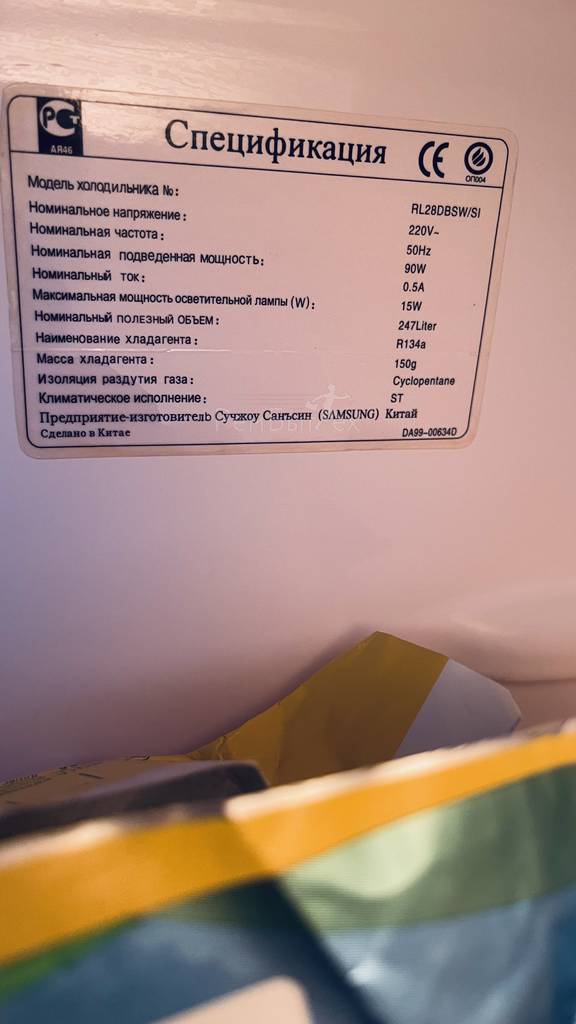 РСТ
АЯ46
Спецификация
CE
ОП004
Модель холодильника №: RL28DBSW/SI
Номинальное напряжение: 220V~
Номинальная частота: 50Hz
Номинальная подведенная мощность: 90W
Номинальный ток: 0.5A
Максимальная мощность осветительной лампы (W): 15W
Номинальный полезный объем: 247Liter
Наименование хладагента: R134a
Масса хладагента: 150g
Изоляция раздутия газа: Cyclopentane
Климатическое исполнение: ST
Предприятие-изготовитель Сучжоу Санъсин (SAMSUNG) Китай
Сделано в Китае DA99-00634D